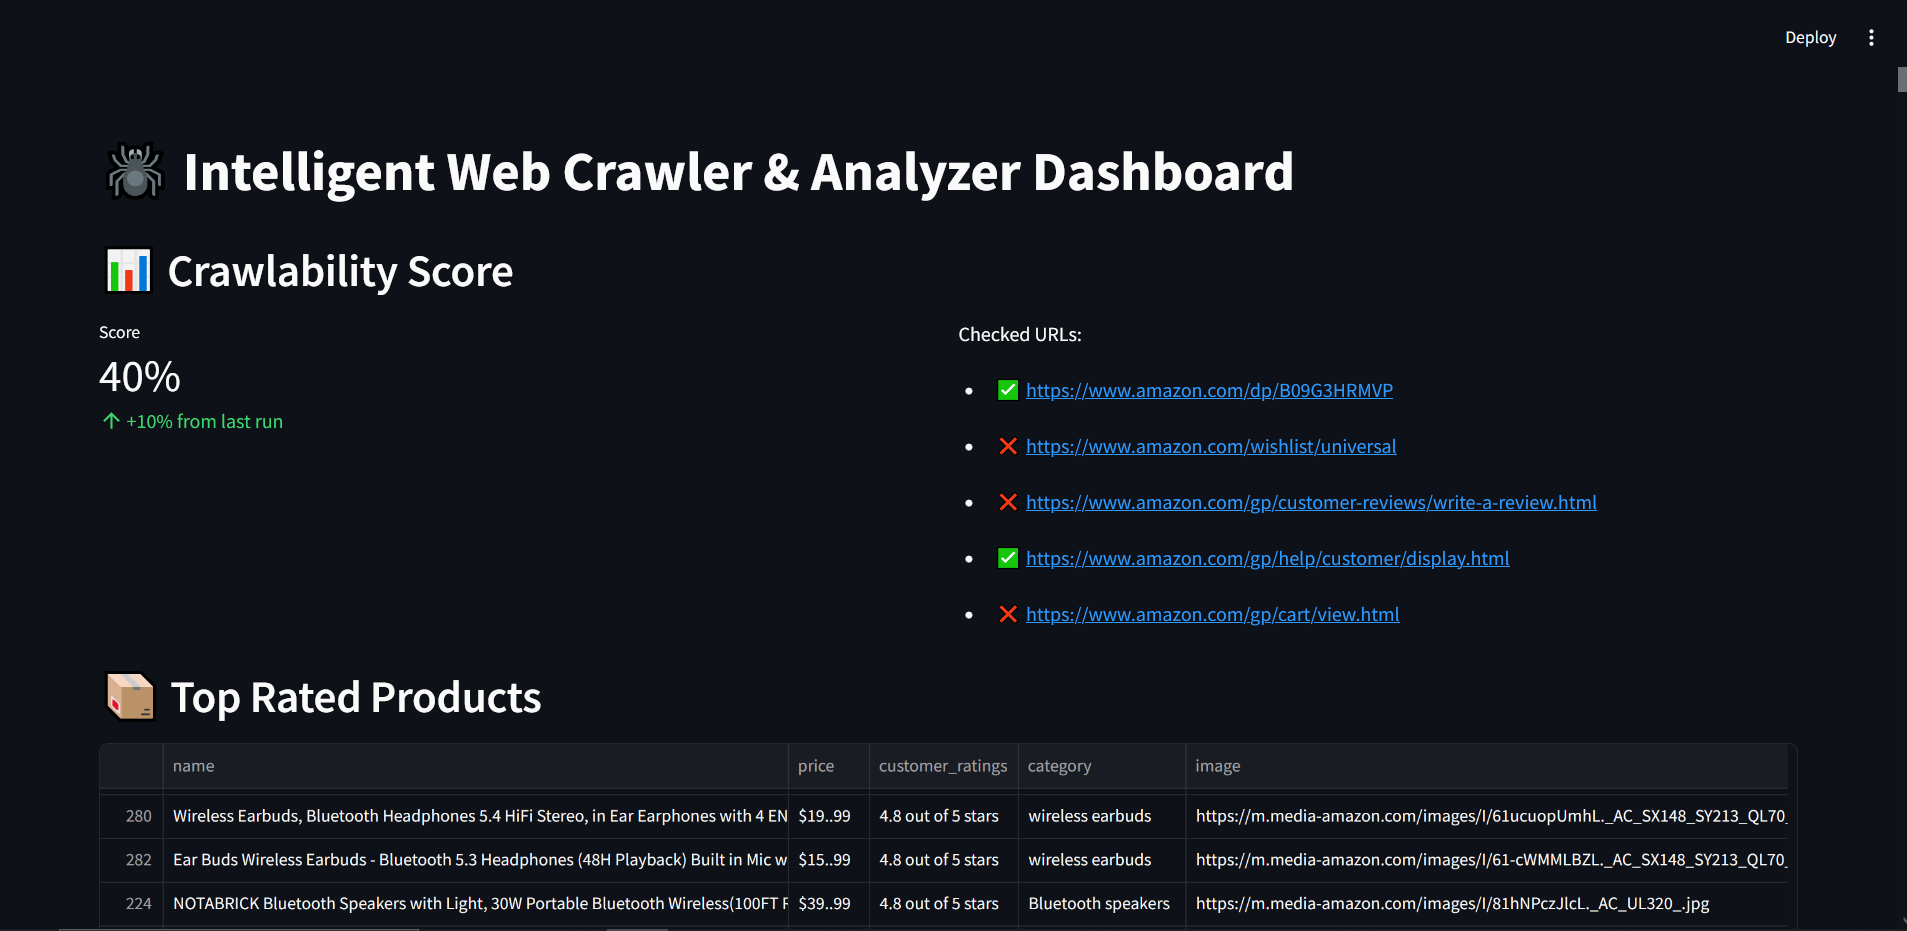 Deploy
Intelligent Web Crawler & Analyzer Dashboard
Crawlability Score
Score
40%
+10% from last run
Checked URLs:
https://www.amazon.com/dp/B09G3HRMVP
https://www.amazon.com/wishlist/universal
https://www.amazon.com/gp/customer-reviews/write-a-review.html
https://www.amazon.com/gp/help/customer/display.html
https://www.amazon.com/gp/cart/view.html
Top Rated Products
name price customer_ratings category image
280 Wireless Earbuds, Bluetooth Headphones 5.4 HiFi Stereo, in Ear Earphones with 4 EN $19..99 4.8 out of 5 stars wireless earbuds https://m.media-amazon.com/images/I/61ucuopUmhL._AC_SX148_SY213_QL70_
282 Ear Buds Wireless Earbuds - Bluetooth 5.3 Headphones (48H Playback) Built in Mic w $15..99 4.8 out of 5 stars wireless earbuds https://m.media-amazon.com/images/I/61-cWMMLBZL._AC_SX148_SY213_QL70_
224 NOTABRICK Bluetooth Speakers with Light, 30W Portable Bluetooth Wireless(100FT $39..99 4.8 out of 5 stars Bluetooth speakers https://m.media-amazon.com/images/I/81hNPczJlcL._AC_UL320_.jpg